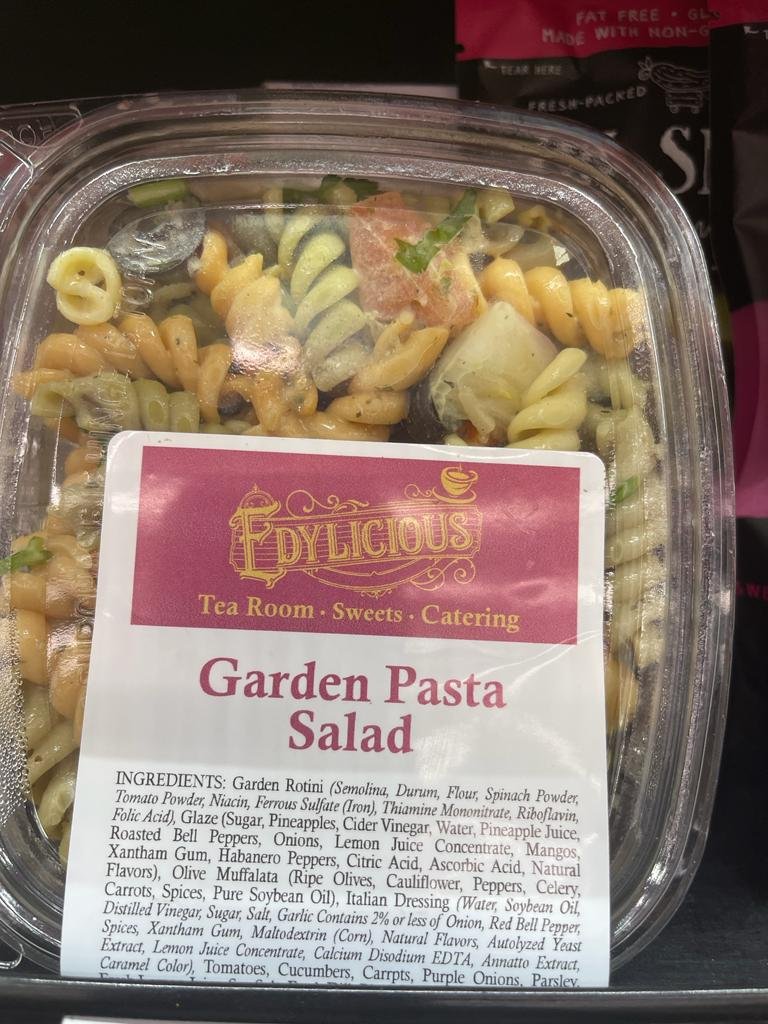 FAT FREE • GL
MADE WITH NON-G
TEAR HERE
FRESH-PACKED
EDYLICIOUS
Tea Room · Sweets · Catering
Garden Pasta
Salad
INGREDIENTS: Garden Rotini (Semolina, Durum, Flour, Spinach Powder,
Tomato Powder, Niacin, Ferrous Sulfate (Iron), Thiamine Mononitrate, Riboflavin,
Folic Acid), Glaze (Sugar, Pineapples, Cider Vinegar, Water, Pineapple Juice,
Roasted Bell Peppers, Onions, Lemon Juice Concentrate, Mangos,
Xantham Gum, Habanero Peppers, Citric Acid, Ascorbic Acid, Natural
Flavors), Olive Muffalata (Ripe Olives, Cauliflower, Peppers, Celery,
Carrots, Spices, Pure Soybean Oil), Italian Dressing (Water, Soybean Oil,
Distilled Vinegar, Sugar, Salt, Garlic Contains 2% or less of Onion, Red Bell Pepper,
Spices, Xantham Gum, Maltodextrin (Corn), Natural Flavors, Autolyzed Yeast
Extract, Lemon Juice Concentrate, Calcium Disodium EDTA, Annatto Extract,
Caramel Color), Tomatoes, Cucumbers, Carrpts, Purple Onions, Parsley,